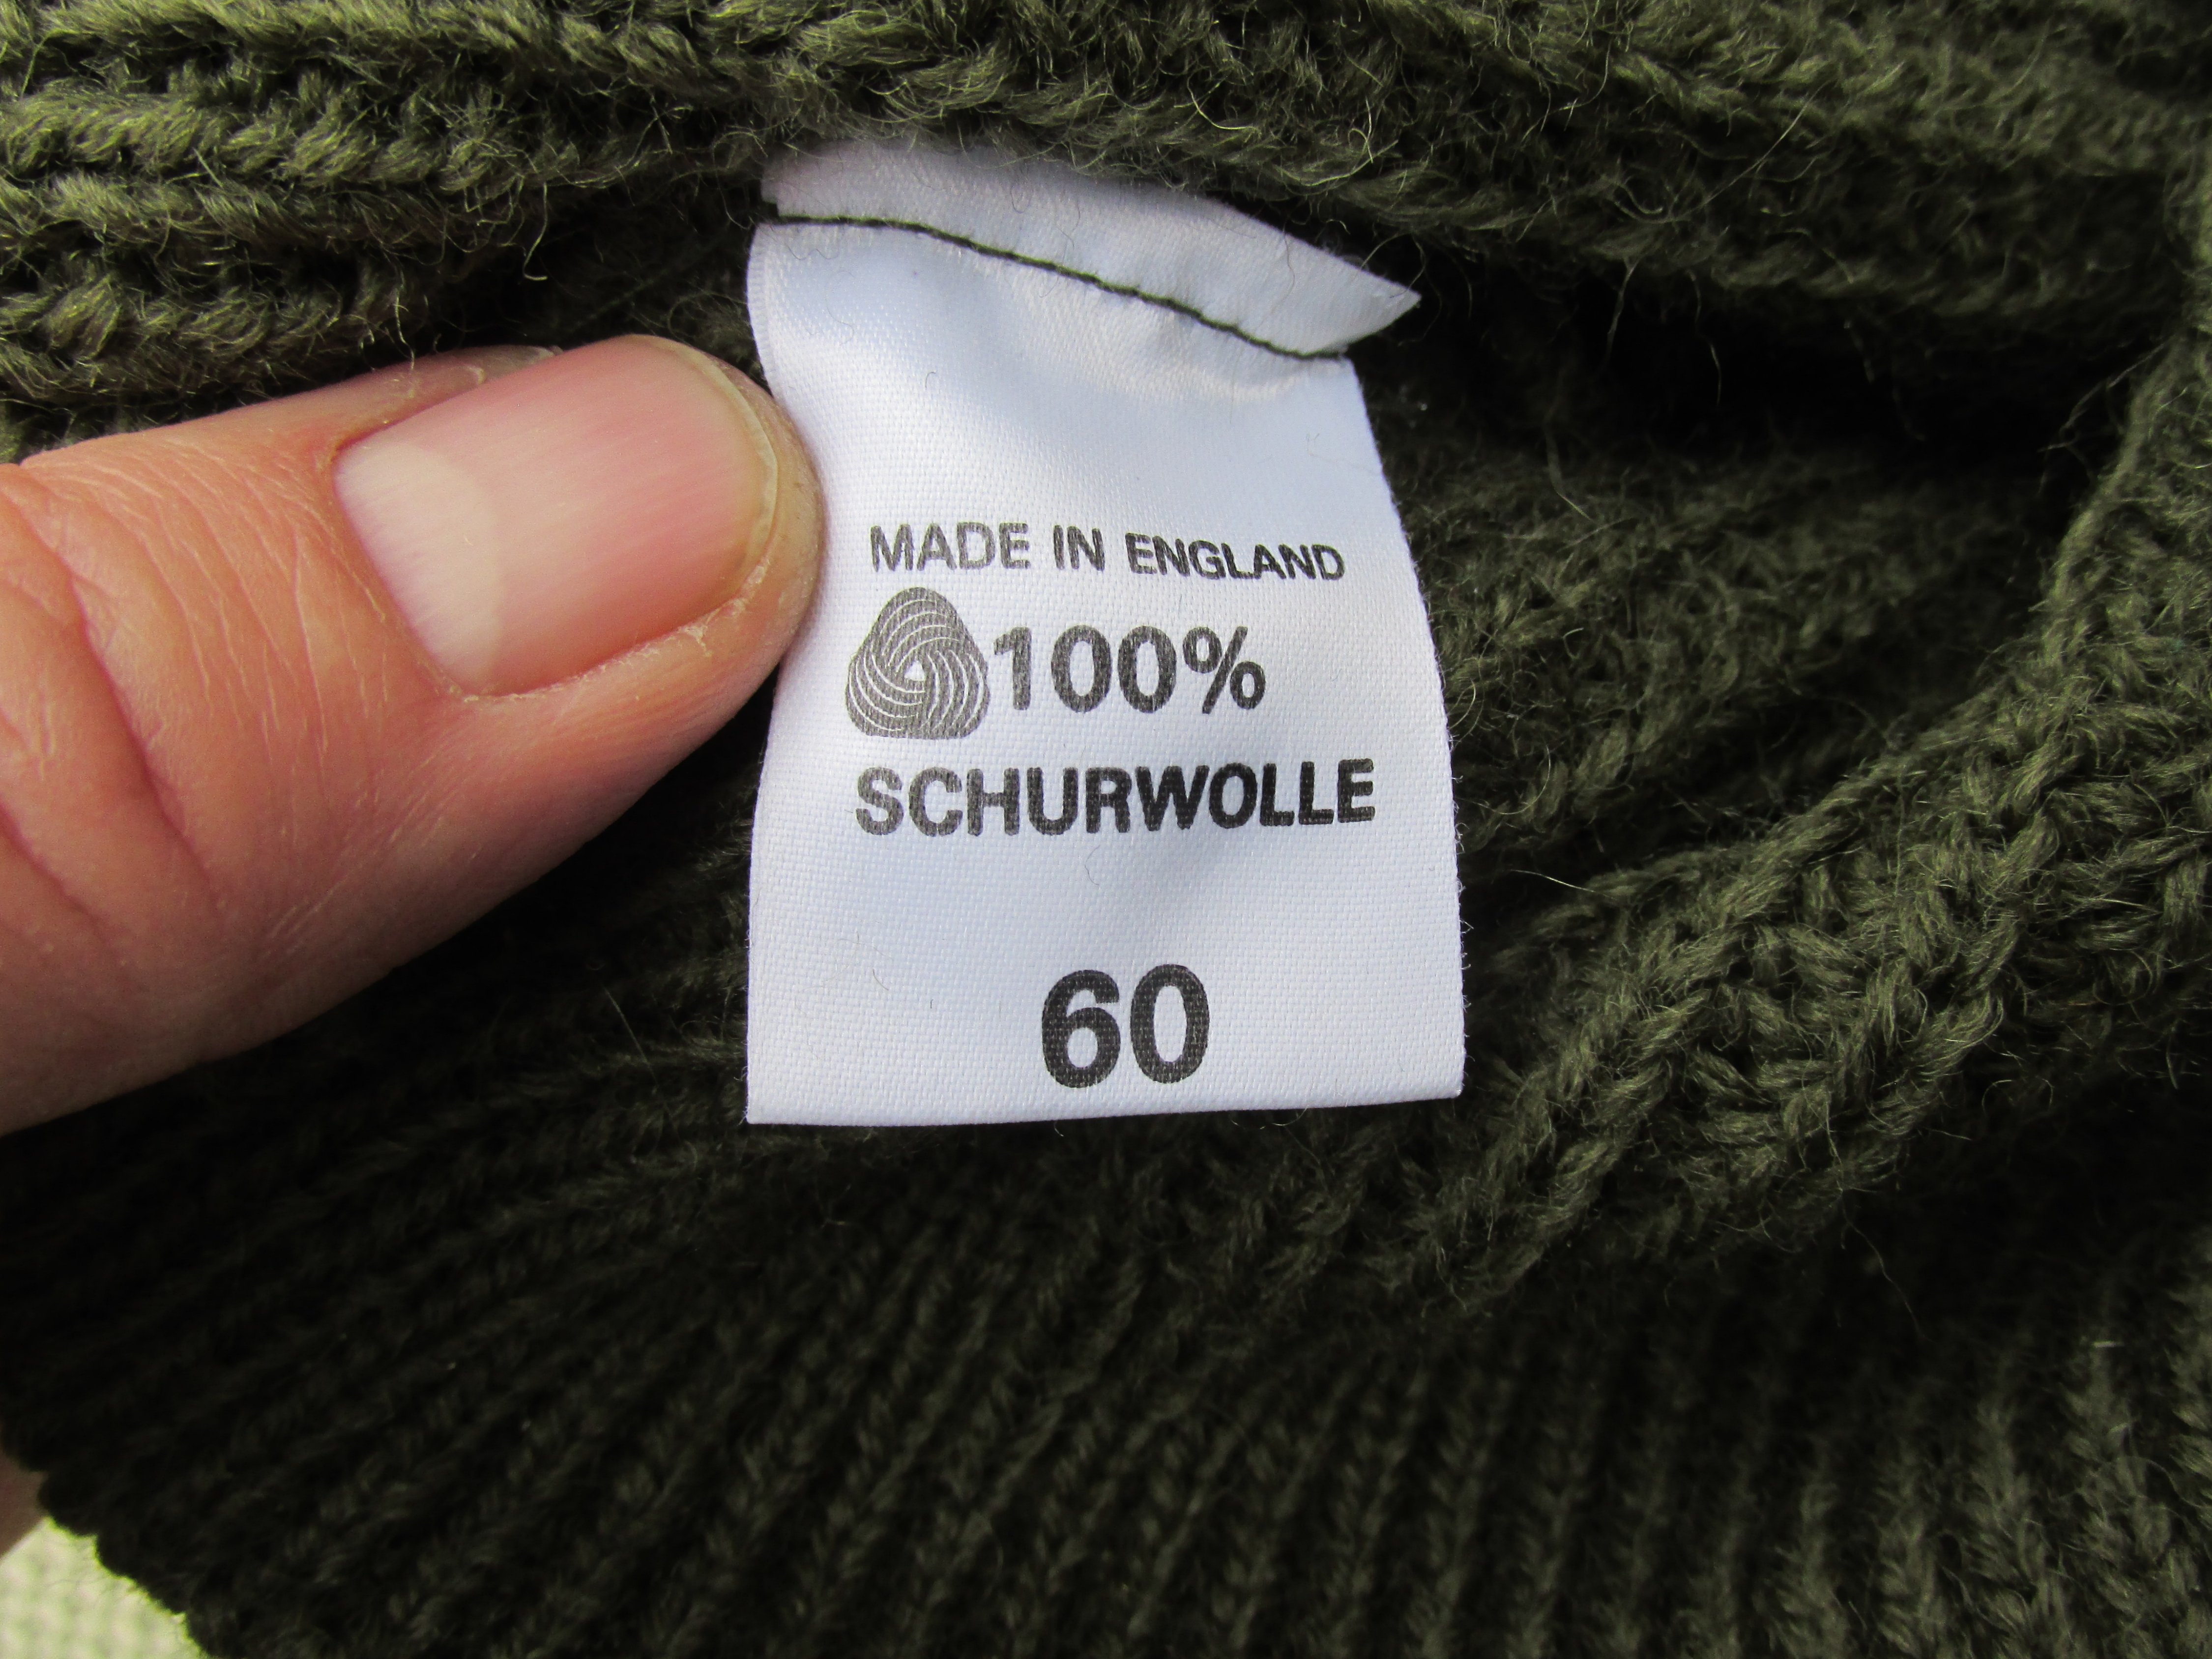 MADE IN ENGLAND
100%
SCHURWOLLE
60